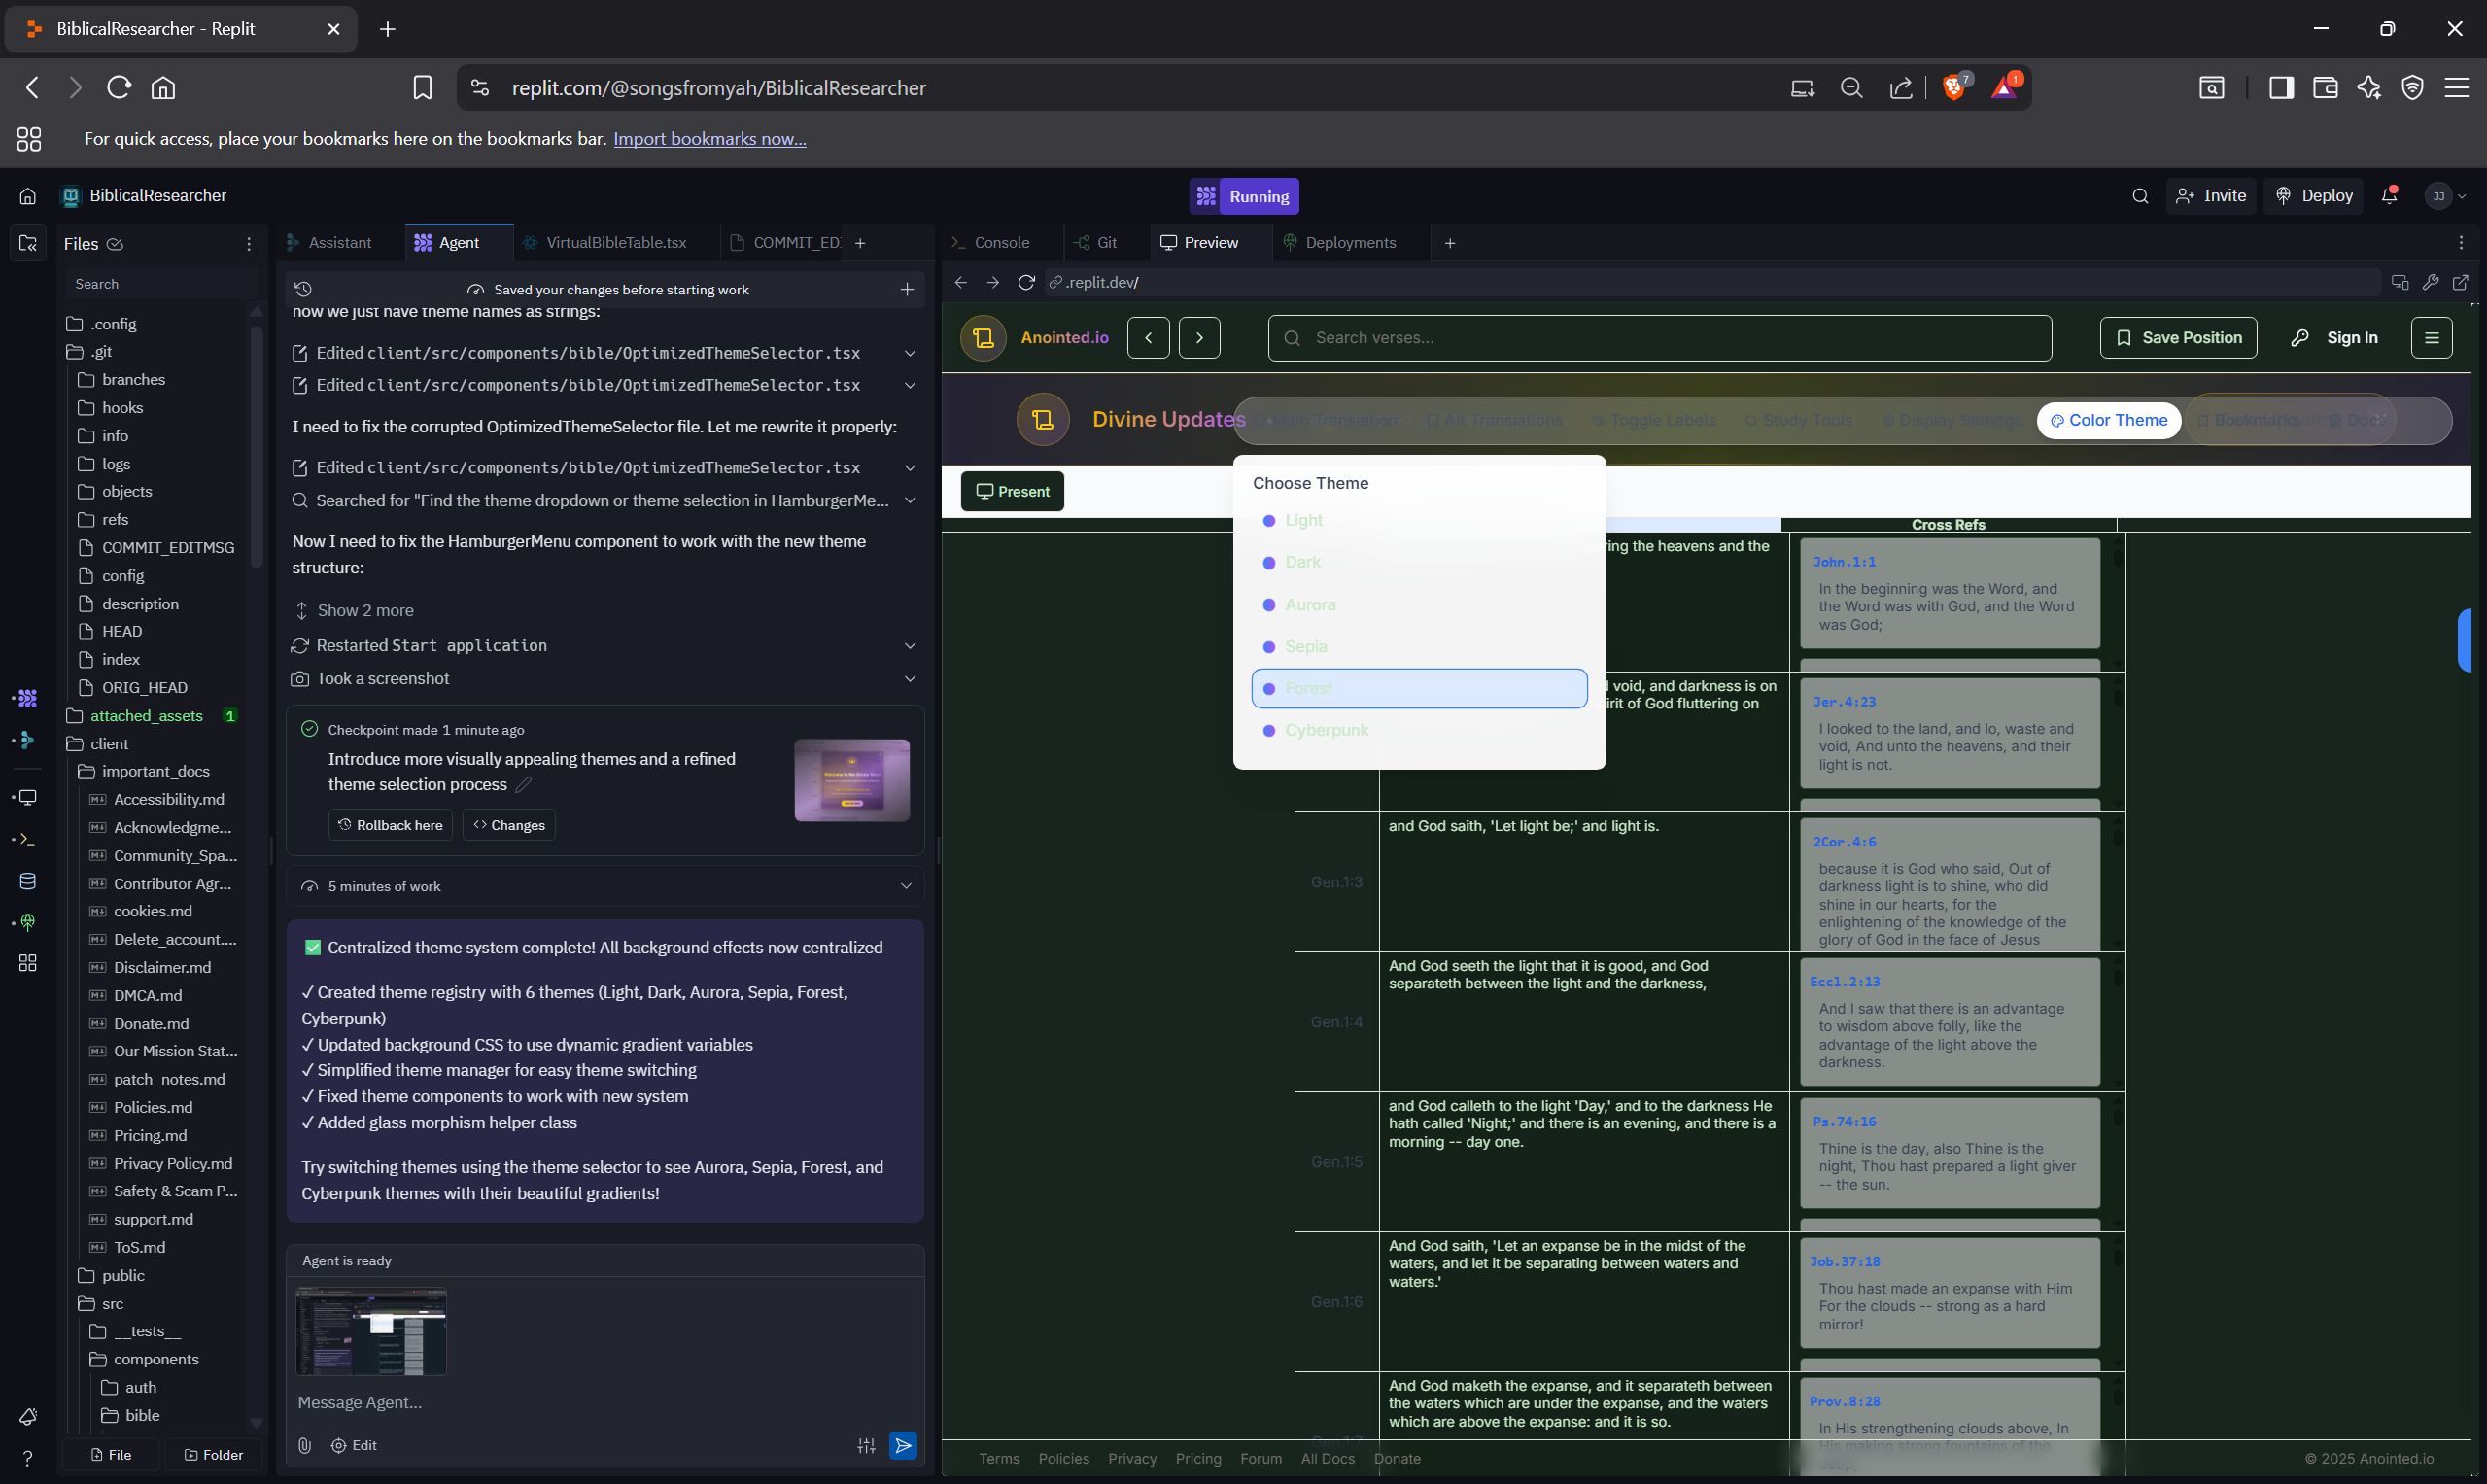 BiblicalResearcher - Replit
replit.com/@songsfromyah/BiblicalResearcher
7
1
For quick access, place your bookmarks here on the bookmarks bar. Import bookmarks now...
BiblicalResearcher
Running
Invite
Deploy
JJ
Files
Search
.config
.git
branches
hooks
info
logs
objects
refs
COMMIT_EDITMSG
config
description
HEAD
index
ORIG_HEAD
attached_assets 1
client
important_docs
Accessibility.md
Acknowledgme...
Community_Spa...
Contributor Agr...
cookies.md
Delete_account....
Disclaimer.md
DMCA.md
Donate.md
Our Mission Stat...
patch_notes.md
Policies.md
Pricing.md
Privacy Policy.md
Safety & Scam P...
support.md
ToS.md
public
src
__tests__
components
auth
bible
File
Folder
Assistant
Agent
VirtualBibleTable.tsx
COMMIT_EDI
Saved your changes before starting work
now we just have theme names as strings:
Edited client/src/components/bible/OptimizedThemeSelector.tsx
Edited client/src/components/bible/OptimizedThemeSelector.tsx
I need to fix the corrupted OptimizedThemeSelector file. Let me rewrite it properly:
Edited client/src/components/bible/OptimizedThemeSelector.tsx
Searched for "Find the theme dropdown or theme selection in HamburgerMe...
Now I need to fix the HamburgerMenu component to work with the new theme
structure:
Show 2 more
Restarted Start application
Took a screenshot
Checkpoint made 1 minute ago
Introduce more visually appealing themes and a refined
theme selection process
Rollback here
Changes
5 minutes of work
✅ Centralized theme system complete! All background effects now centralized
✓ Created theme registry with 6 themes (Light, Dark, Aurora, Sepia, Forest,
Cyberpunk)
✓ Updated background CSS to use dynamic gradient variables
✓ Simplified theme manager for easy theme switching
✓ Fixed theme components to work with new system
✓ Added glass morphism helper class
Try switching themes using the theme selector to see Aurora, Sepia, Forest, and
Cyberpunk themes with their beautiful gradients!
Agent is ready
Message Agent...
Edit
Console
Git
Preview
Deployments
.replit.dev/
Anointed.io
Search verses...
Save Position
Sign In
Divine Updates
Main Translation
Alt Translations
Toggle Labels
Study Tools
Display Settings
Color Theme
Bookmarks
Docs
Present
Choose Theme
Light
Dark
Aurora
Sepia
Forest
Cyberpunk
Cross Refs
ring the heavens and the
John.1:1
In the beginning was the Word, and
the Word was with God, and the Word
was God;
void, and darkness is on
irit of God fluttering on
Jer.4:23
I looked to the land, and lo, waste and
void, And unto the heavens, and their
light is not.
Gen.1:3
and God saith, 'Let light be;' and light is.
2Cor.4:6
because it is God who said, Out of
darkness light is to shine, who did
shine in our hearts, for the
enlightening of the knowledge of the
glory of God in the face of Jesus
Gen.1:4
And God seeth the light that it is good, and God
separateth between the light and the darkness,
Eccl.2:13
And I saw that there is an advantage
to wisdom above folly, like the
advantage of the light above the
darkness.
Gen.1:5
and God calleth to the light 'Day,' and to the darkness He
hath called 'Night;' and there is an evening, and there is a
morning -- day one.
Ps.74:16
Thine is the day, also Thine is the
night, Thou hast prepared a light giver
-- the sun.
Gen.1:6
And God saith, 'Let an expanse be in the midst of the
waters, and let it be separating between waters and
waters.'
Job.37:18
Thou hast made an expanse with Him
For the clouds -- strong as a hard
mirror!
Gen.1:7
And God maketh the expanse, and it separateth between
the waters which are under the expanse, and the waters
which are above the expanse: and it is so.
Prov.8:28
In His strengthening clouds above, In
His making strong fountains of the
deep,
Terms
Policies
Privacy
Pricing
Forum
All Docs
Donate
© 2025 Anointed.io